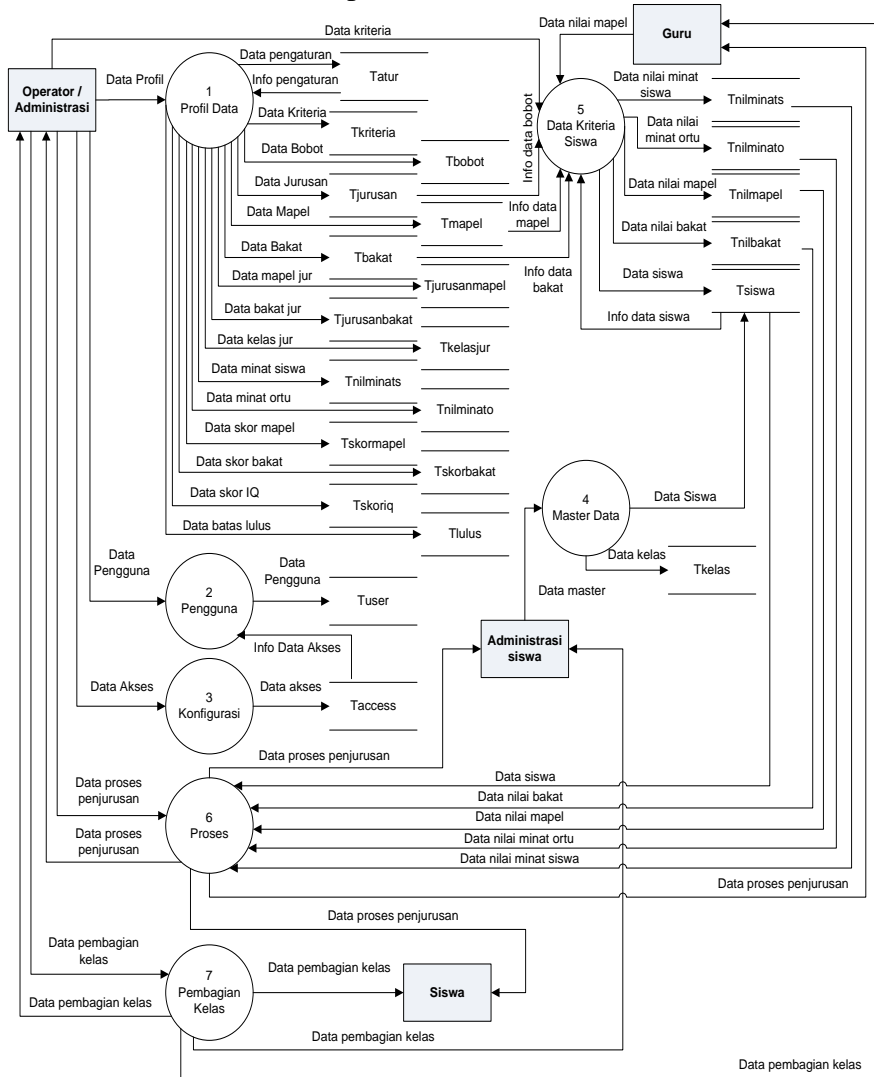 Data kriteria
Data nilai mapel
Guru
Operator /
Administrasi
Data Profil
1
Profil Data
Data pengaturan
Info pengaturan
Tatur
Data Kriteria
Tkriteria
Data Bobot
Tbobot
Data Jurusan
Tjurusan
Data Mapel
Tmapel
Data Bakat
Tbakat
Data mapel jur
Tjurusanmapel
Data bakat jur
Tjurusanbakat
Data kelas jur
Tkelasjur
Data minat siswa
Tnilminats
Data minat ortu
Tnilminato
Data skor mapel
Tskormapel
Data skor bakat
Tskorbakat
Data skor IQ
Tskoriq
Data batas lulus
Tlulus
Info data bobot
Info data
mapel
Info data
bakat
5
Data Kriteria
Siswa
Data nilai minat
siswa
Tnilminats
Data nilai
minat ortu
Tnilminato
Data nilai mapel
Tnilmapel
Data nilai bakat
Tnilbakat
Data siswa
Tsiswa
Info data siswa
4
Master Data
Data Siswa
Data kelas
Tkelas
Data master
Administrasi
siswa
Data
Pengguna
2
Pengguna
Data
Pengguna
Tuser
Info Data Akses
Data Akses
3
Konfigurasi
Data akses
Taccess
Data proses penjurusan
Data proses
penjurusan
6
Proses
Data proses
penjurusan
Data siswa
Data nilai bakat
Data nilai mapel
Data nilai minat ortu
Data nilai minat siswa
Data proses penjurusan
Data proses penjurusan
Data pembagian
kelas
7
Pembagian
Kelas
Data pembagian kelas
Siswa
Data pembagian kelas
Data pembagian kelas
Data pembagian kelas